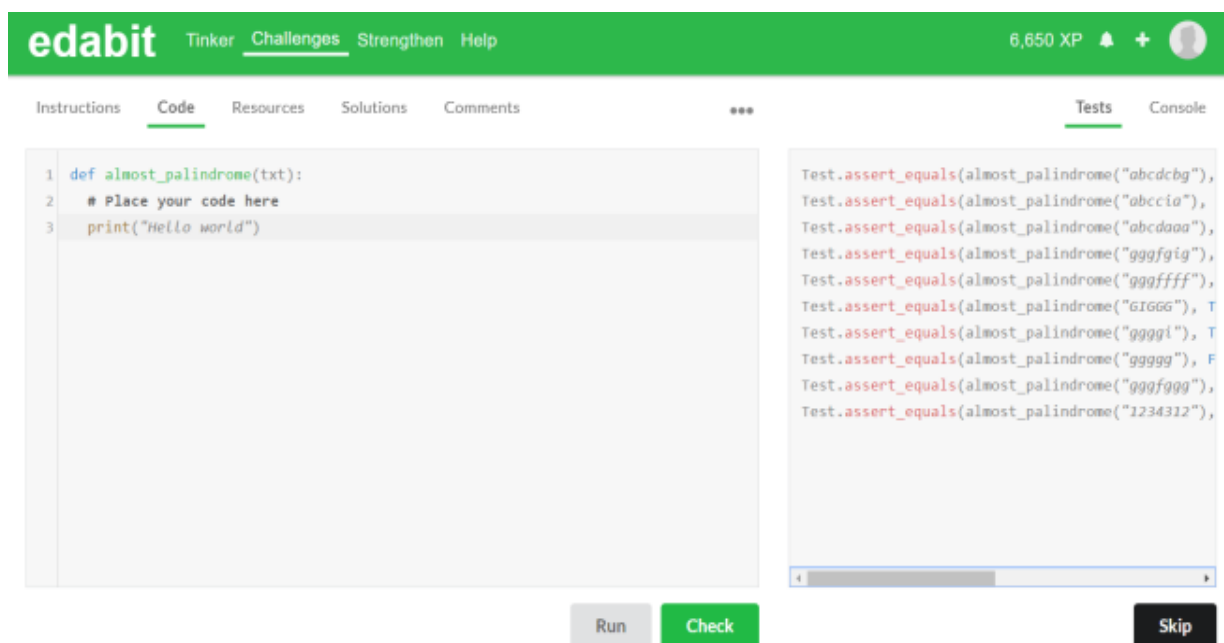 edabit Tinker Challenges Strengthen Help 6,650 XP
Instructions Code Resources Solutions Comments
Tests Console
1 def almost_palindrome(txt):
2 # Place your code here
3 print("Hello world")
Test.assert_equals(almost_palindrome("abcdcbg"),
Test.assert_equals(almost_palindrome("abccia"),
Test.assert_equals(almost_palindrome("abcdaaa"),
Test.assert_equals(almost_palindrome("gggfgig"),
Test.assert_equals(almost_palindrome("gggffff"),
Test.assert_equals(almost_palindrome("GIGGG"), T
Test.assert_equals(almost_palindrome("ggggi"), T
Test.assert_equals(almost_palindrome("ggggg"), F
Test.assert_equals(almost_palindrome("gggfggg"),
Test.assert_equals(almost_palindrome("1234312"),
Run Check Skip